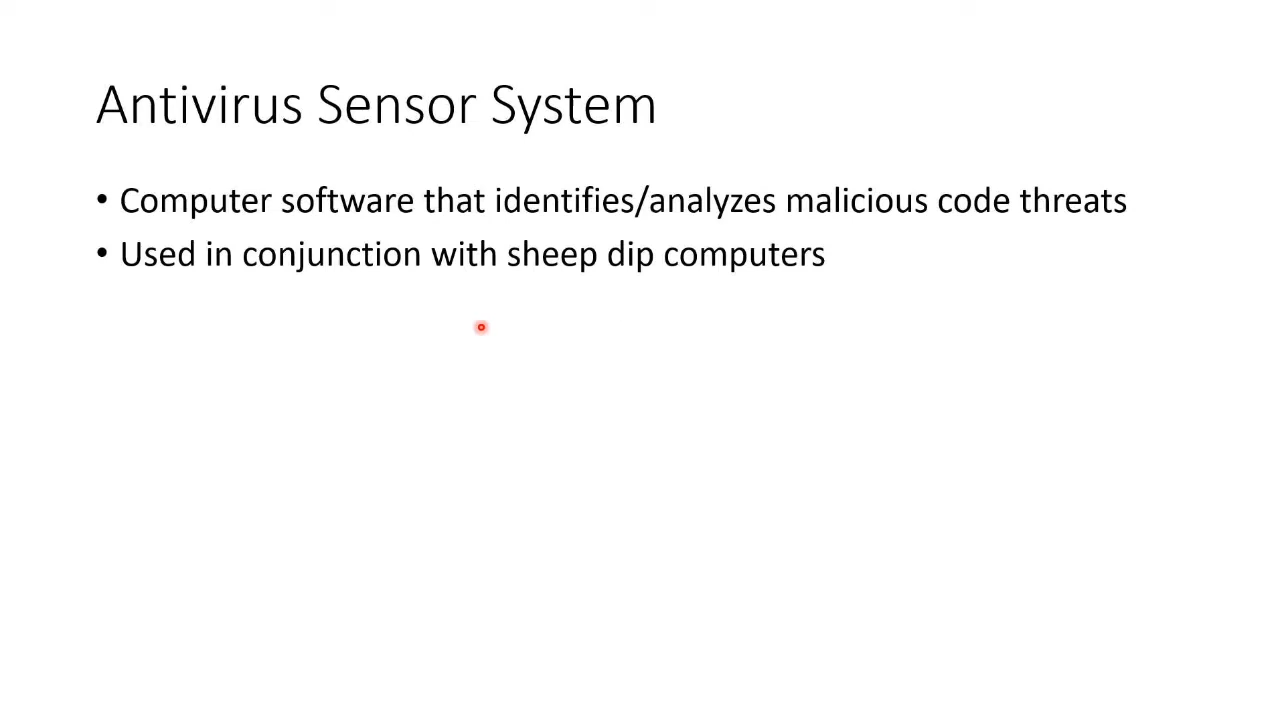 Antivirus Sensor System
• Computer software that identifies/analyzes malicious code threats
• Used in conjunction with sheep dip computers